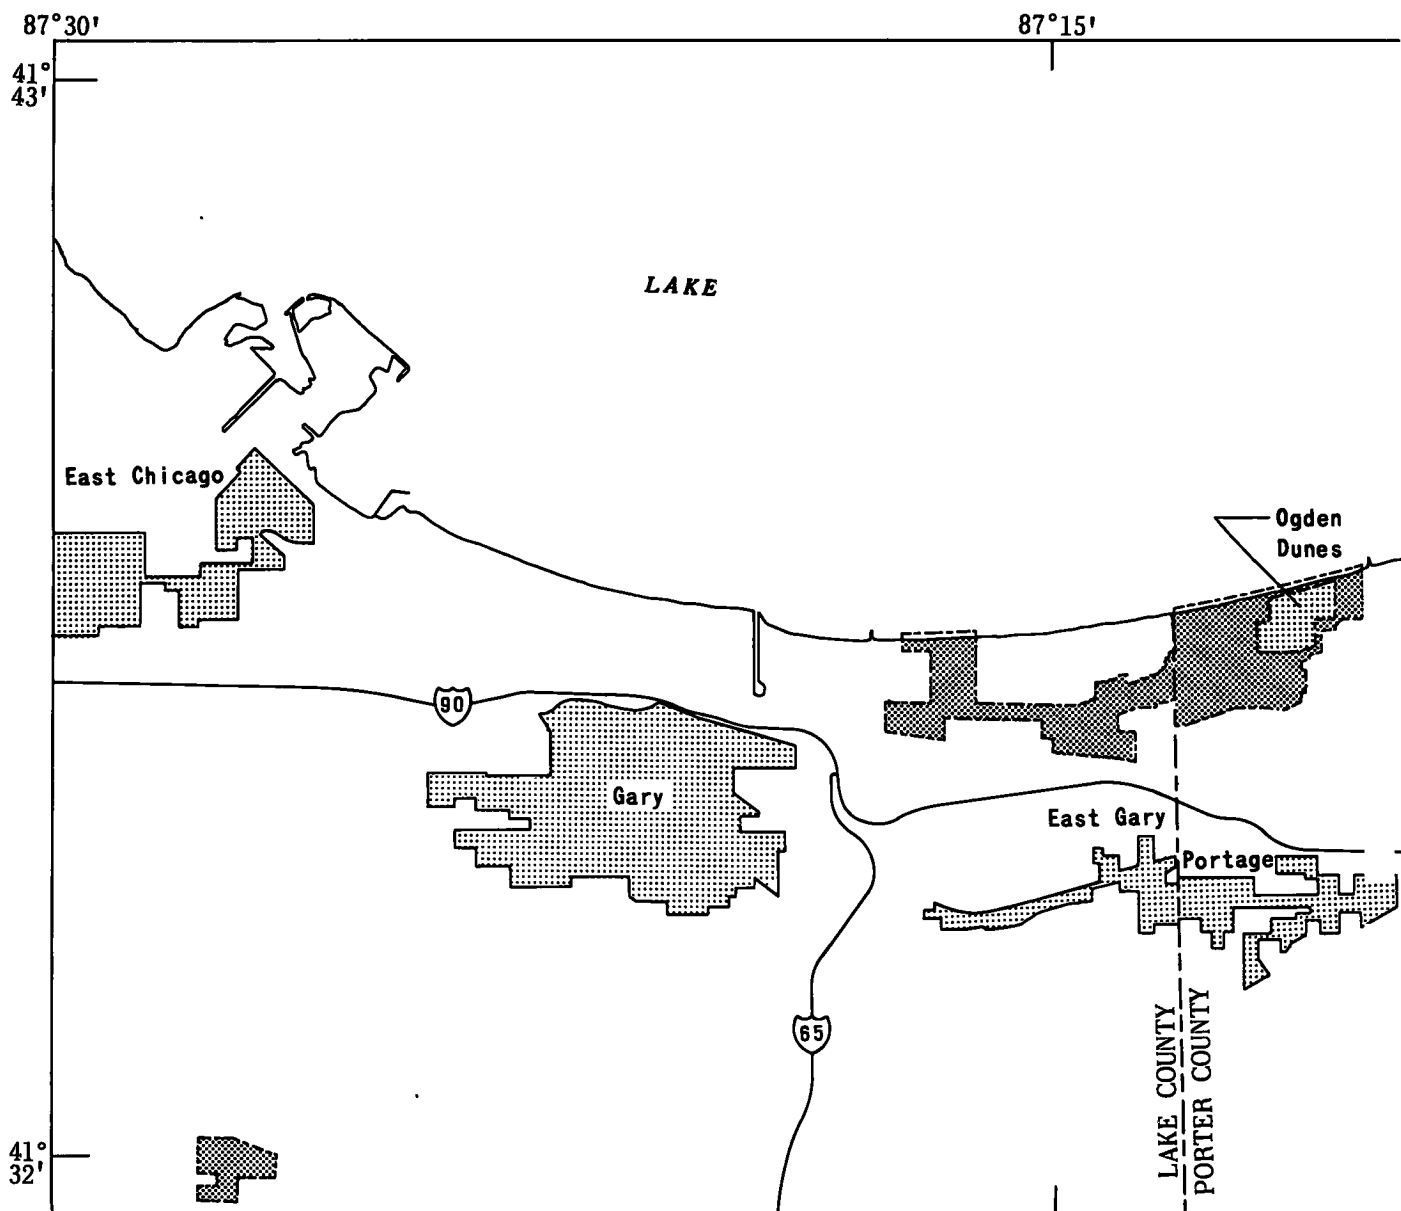 87°30'
87°15'
41°
43'
LAKE
East Chicago
Ogden
Dunes
90
Gary
East Gary
Portage
65
LAKE COUNTY
PORTER COUNTY
41°
32'